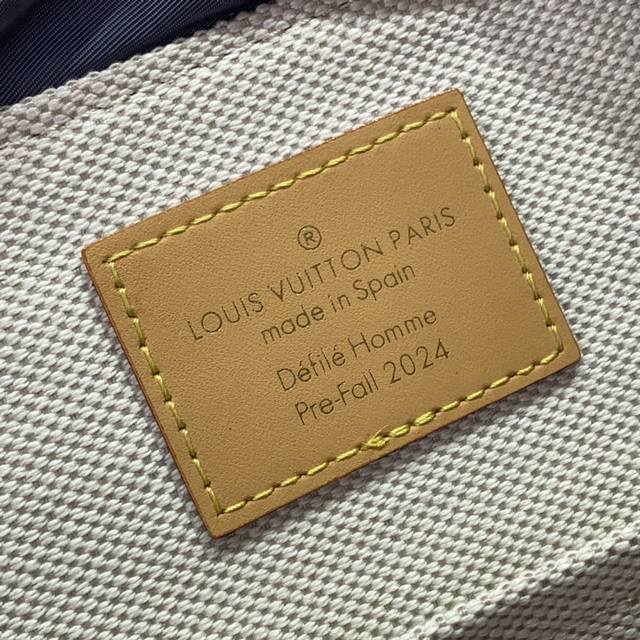 ®
LOUIS VUITTON PARIS
made in Spain
Défilé Homme
Pre-Fall 2024